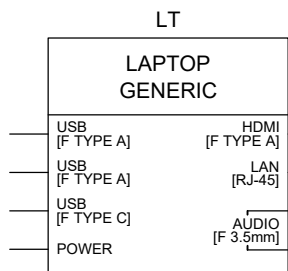 LT
LAPTOP
GENERIC
USB
[F TYPE A]
HDMI
[F TYPE A]
USB
[F TYPE A]
LAN
[RJ-45]
USB
[F TYPE C]
AUDIO
[F 3.5mm]
POWER